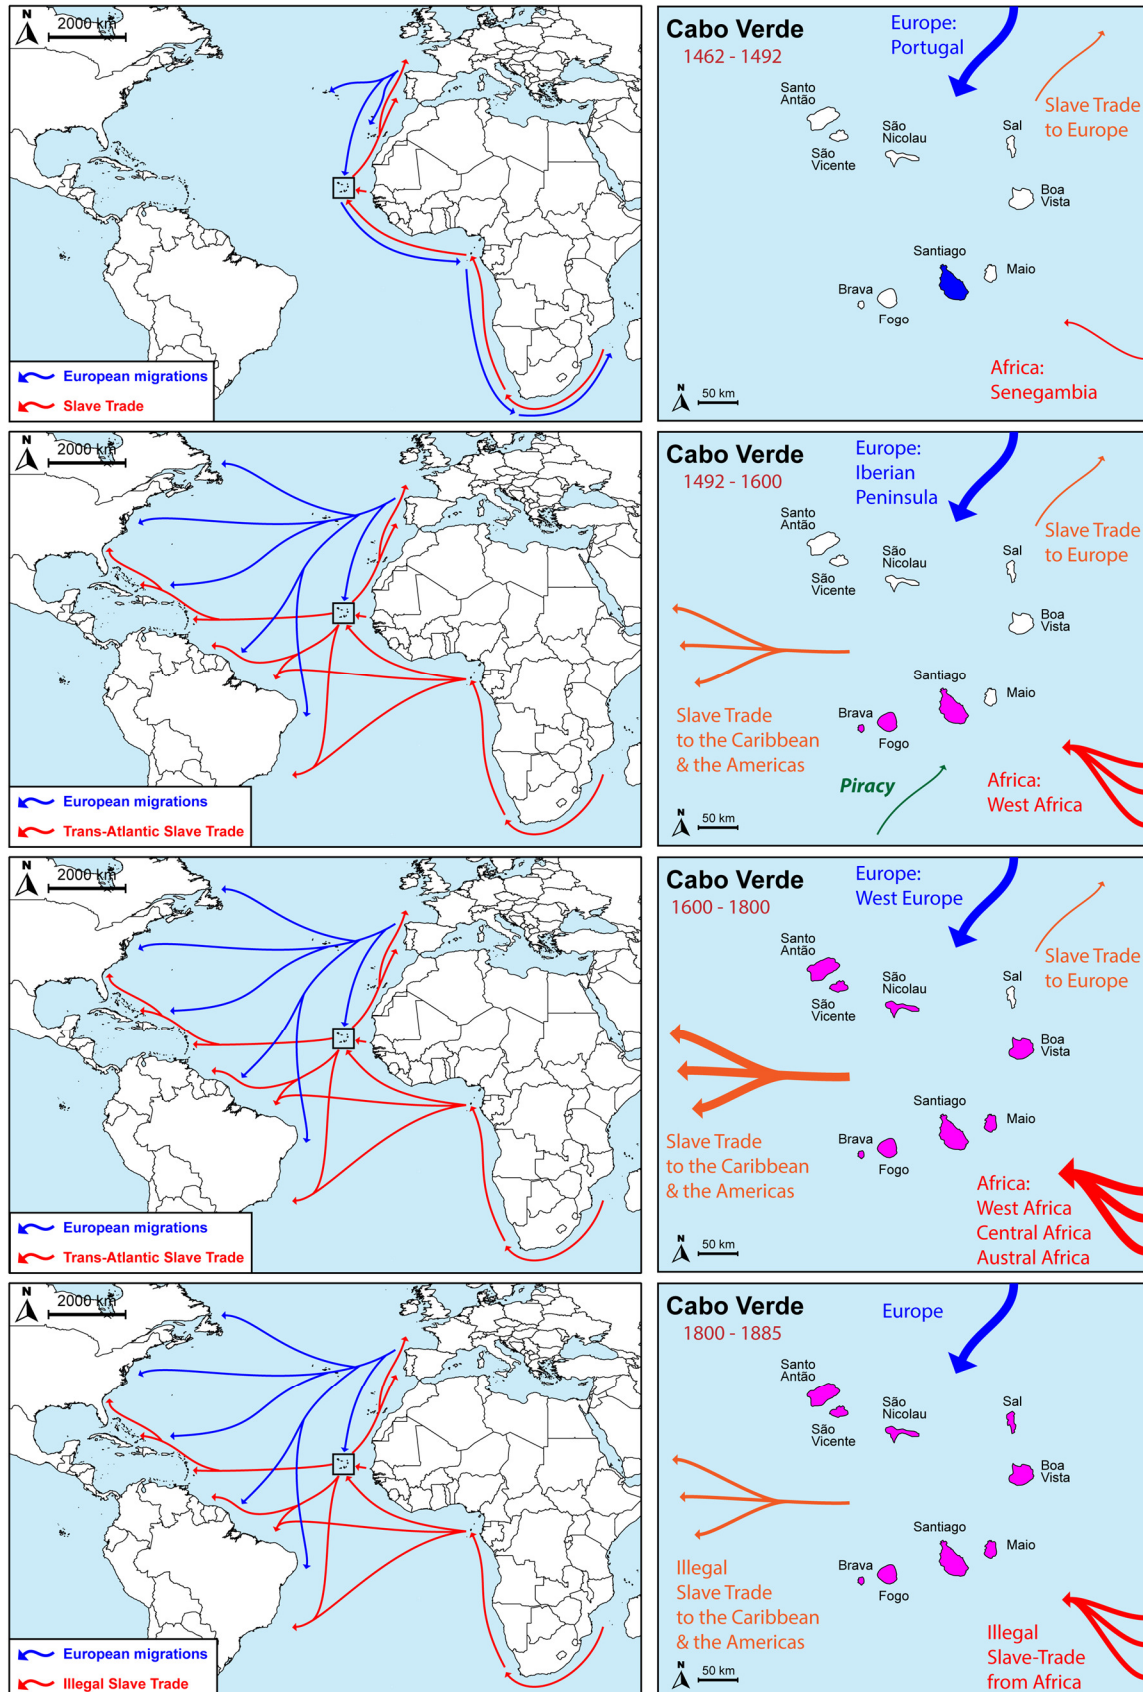 N
2000 km
European migrations
Slave Trade
Cabo Verde
1462 - 1492
Europe:
Portugal
Slave Trade
to Europe
Santo
Antão
São
Vicente
São
Nicolau
Sal
Boa
Vista
Santiago
Maio
Brava
Fogo
Africa:
Senegambia
N
50 km
N
2000 km
European migrations
Trans-Atlantic Slave Trade
Cabo Verde
1492 - 1600
Europe:
Iberian
Peninsula
Slave Trade
to Europe
Santo
Antão
São
Vicente
São
Nicolau
Sal
Boa
Vista
Santiago
Maio
Brava
Fogo
Slave Trade
to the Caribbean
& the Americas
Piracy
Africa:
West Africa
N
50 km
N
2000 km
European migrations
Trans-Atlantic Slave Trade
Cabo Verde
1600 - 1800
Europe:
West Europe
Slave Trade
to Europe
Santo
Antão
São
Vicente
São
Nicolau
Sal
Boa
Vista
Santiago
Maio
Brava
Fogo
Slave Trade
to the Caribbean
& the Americas
Africa:
West Africa
Central Africa
Austral Africa
N
50 km
N
2000 km
European migrations
Illegal Slave Trade
Cabo Verde
1800 - 1885
Europe
Santo
Antão
São
Vicente
São
Nicolau
Sal
Boa
Vista
Santiago
Maio
Brava
Fogo
Illegal
Slave Trade
to the Caribbean
& the Americas
Illegal
Slave-Trade
from Africa
N
50 km